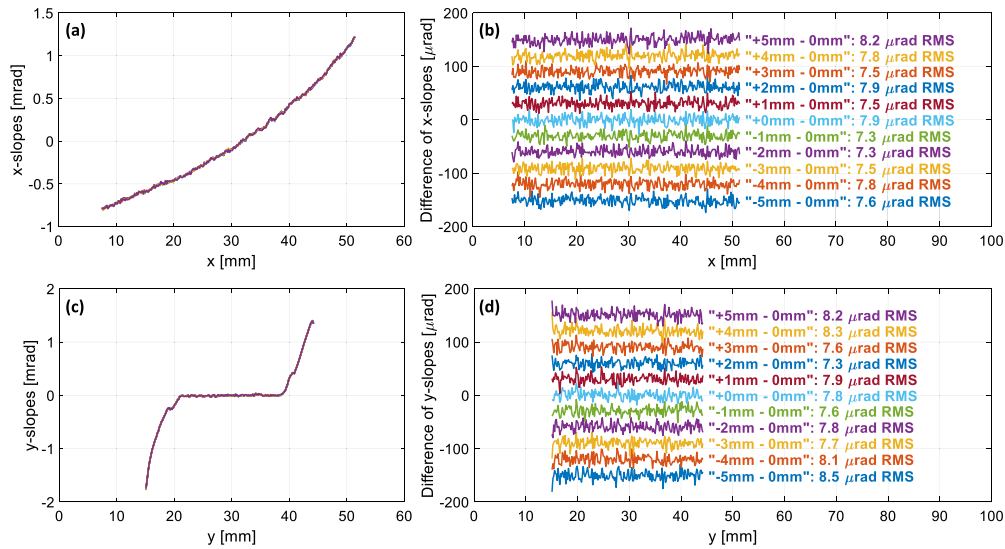 (a)
1.5
1
0.5
0
-0.5
-1
0 10 20 30 40 50 60
x-slopes [mrad]
x [mm]
(b)
200
100
0
-100
-200
0 10 20 30 40 50 60 70 80 90 100
Difference of x-slopes [μrad]
x [mm]
"+5mm - 0mm": 8.2 μrad RMS
"+4mm - 0mm": 7.8 μrad RMS
"+3mm - 0mm": 7.5 μrad RMS
"+2mm - 0mm": 7.9 μrad RMS
"+1mm - 0mm": 7.5 μrad RMS
"+0mm - 0mm": 7.9 μrad RMS
"-1mm - 0mm": 7.3 μrad RMS
"-2mm - 0mm": 7.3 μrad RMS
"-3mm - 0mm": 7.5 μrad RMS
"-4mm - 0mm": 7.8 μrad RMS
"-5mm - 0mm": 7.6 μrad RMS
(c)
2
1
0
-1
-2
0 10 20 30 40 50 60
y-slopes [mrad]
y [mm]
(d)
200
100
0
-100
-200
0 10 20 30 40 50 60 70 80 90 100
Difference of y-slopes [μrad]
y [mm]
"+5mm - 0mm": 8.2 μrad RMS
"+4mm - 0mm": 8.3 μrad RMS
"+3mm - 0mm": 7.6 μrad RMS
"+2mm - 0mm": 7.3 μrad RMS
"+1mm - 0mm": 7.9 μrad RMS
"+0mm - 0mm": 7.8 μrad RMS
"-1mm - 0mm": 7.6 μrad RMS
"-2mm - 0mm": 7.8 μrad RMS
"-3mm - 0mm": 7.7 μrad RMS
"-4mm - 0mm": 8.1 μrad RMS
"-5mm - 0mm": 8.5 μrad RMS